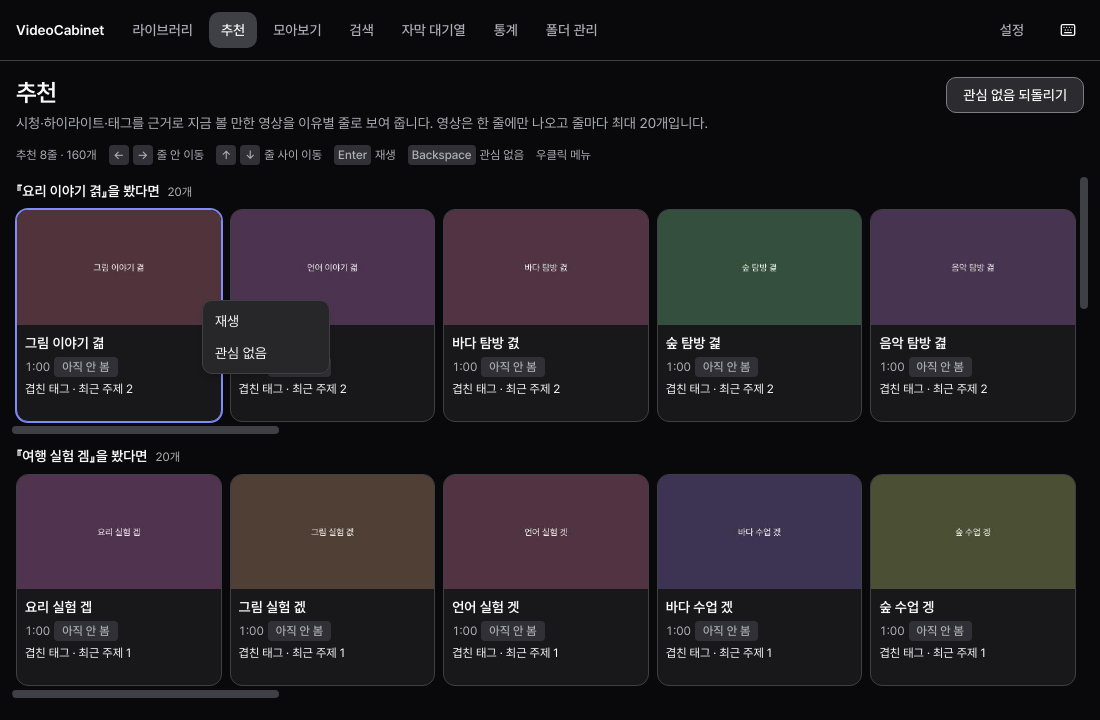 VideoCabinet 라이브러리 추천 모아보기 검색 자막 대기열 통계 폴더 관리 설정
추천
관심 없음 되돌리기
시청·하이라이트·태그를 근거로 지금 볼 만한 영상을 이유별 줄로 보여 줍니다. 영상은 한 줄에만 나오고 줄마다 최대 20개입니다.
추천 8줄 · 160개 ← → 줄 안 이동 ↑ ↓ 줄 사이 이동 Enter 재생 Backspace 관심 없음 우클릭 메뉴
『요리 이야기 겱』을 봤다면 20개
그림 이야기 겳 언어 이야기 겳 바다 탐방 겞 숲 탐방 겵 음악 탐방 겶
재생
관심 없음
그림 이야기 겳 바다 탐방 겞 숲 탐방 겵 음악 탐방 겶
1:00 아직 안 봄 1:00 아직 안 봄 1:00 아직 안 봄 1:00 아직 안 봄
겹친 태그 · 최근 주제 2 겹친 태그 · 최근 주제 2 겹친 태그 · 최근 주제 2 겹친 태그 · 최근 주제 2 겹친 태그 · 최근 주제 2
『여행 실험 겜』을 봤다면 20개
요리 실험 겝 그림 실험 겞 언어 실험 겟 바다 수업 겠 숲 수업 겡
요리 실험 겝 그림 실험 겞 언어 실험 겟 바다 수업 겠 숲 수업 겡
1:00 아직 안 봄 1:00 아직 안 봄 1:00 아직 안 봄 1:00 아직 안 봄 1:00 아직 안 봄
겹친 태그 · 최근 주제 1 겹친 태그 · 최근 주제 1 겹친 태그 · 최근 주제 1 겹친 태그 · 최근 주제 1 겹친 태그 · 최근 주제 1